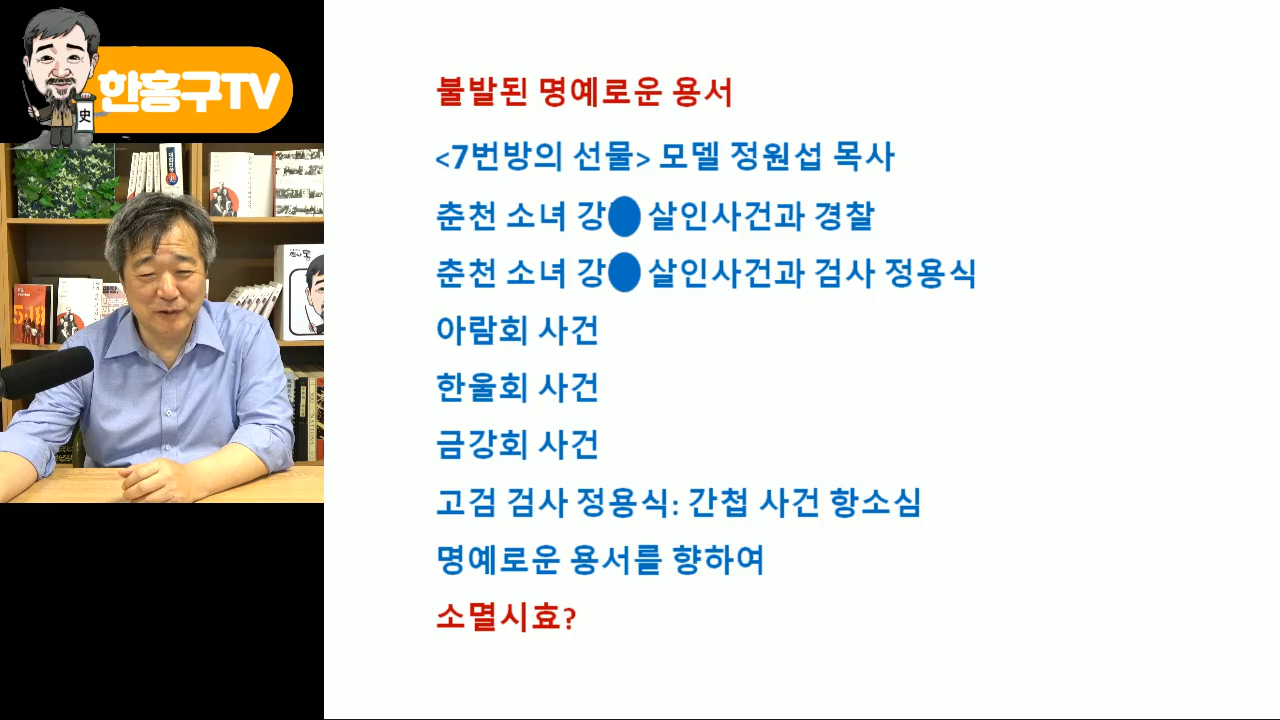 한홍구TV
史
불발된 명예로운 용서
<7번방의 선물> 모델 정원섭 목사
춘천 소녀 강 살인사건과 경찰
춘천 소녀 강 살인사건과 검사 정용식
아람회 사건
한울회 사건
금강회 사건
고검 검사 정용식: 간첩 사건 항소심
명예로운 용서를 향하여
소멸시효?